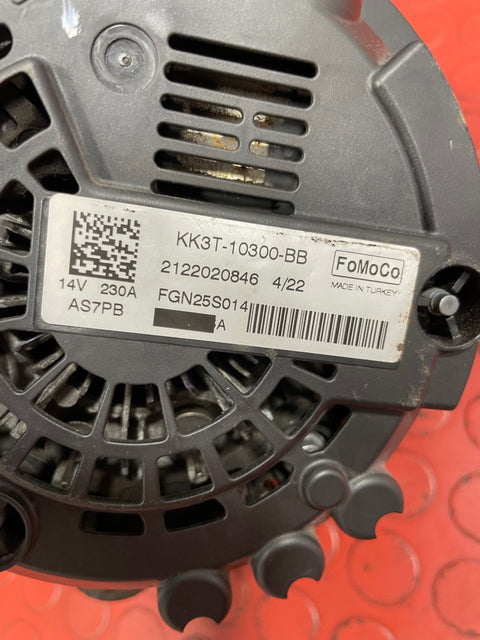 KK3T-10300-BB
FoMoCo
2122020846 4/22
MADE IN TURKEY
14V 230A
FGN25S014
AS7PB
A